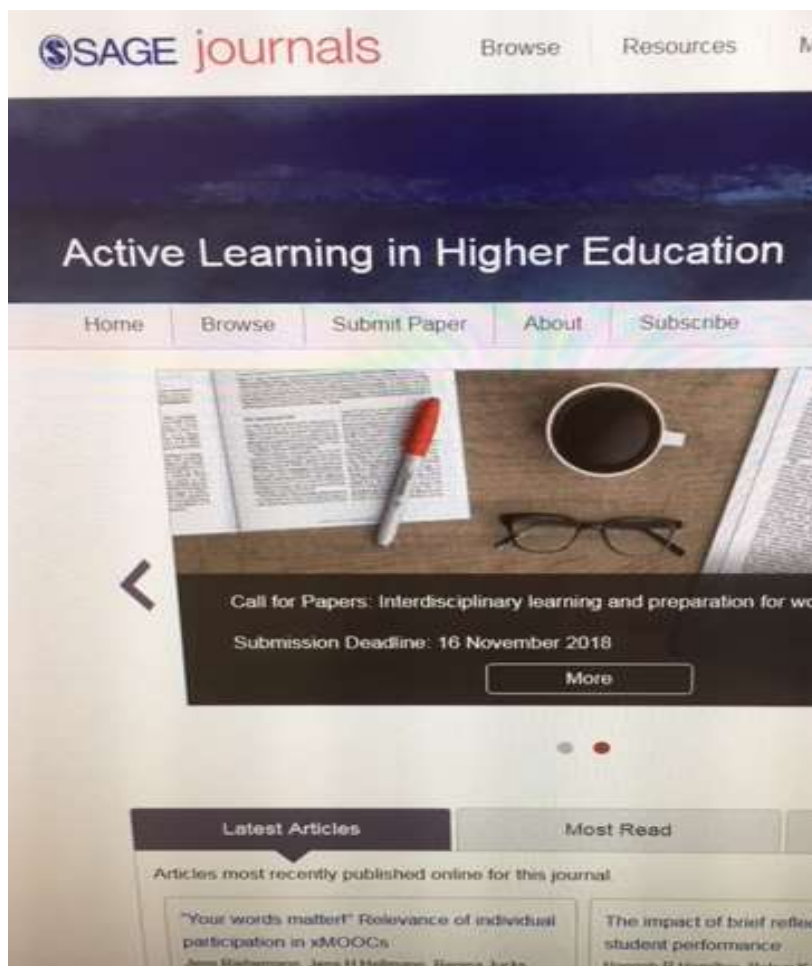 SAGE journals
Browse Resources
Active Learning in Higher Education
Home Browse Submit Paper About Subscribe
Call for Papers: Interdisciplinary learning and preparation for wo
Submission Deadline: 16 November 2018
More
Latest Articles Most Read
Articles most recently published online for this journal
"Your words matter!" Relevance of individual
participation in xMOOCs
The impact of brief reflec
student performance